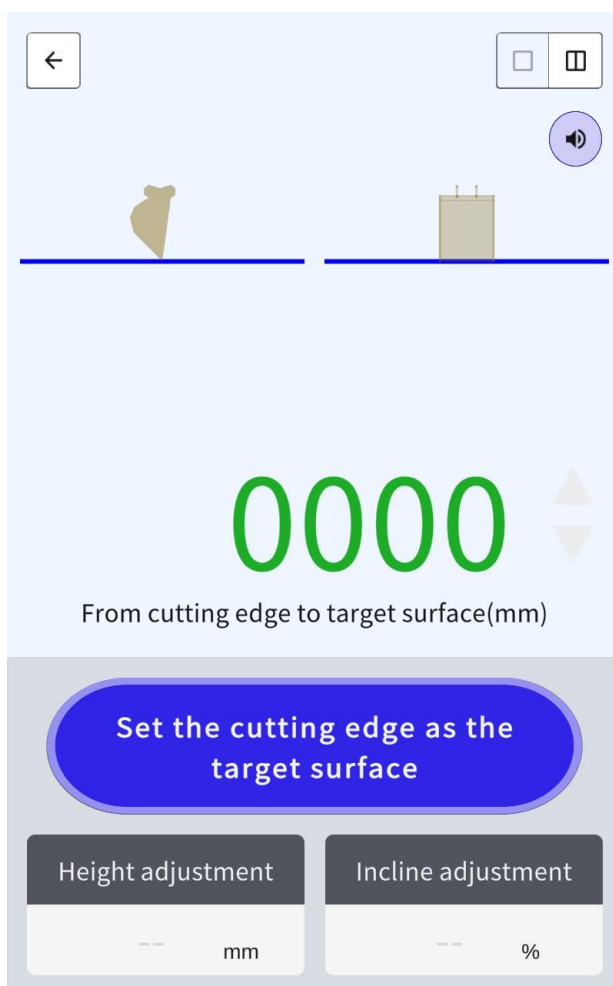 0000
From cutting edge to target surface(mm)
Set the cutting edge as the
target surface
Height adjustment
Incline adjustment
-- mm
-- %